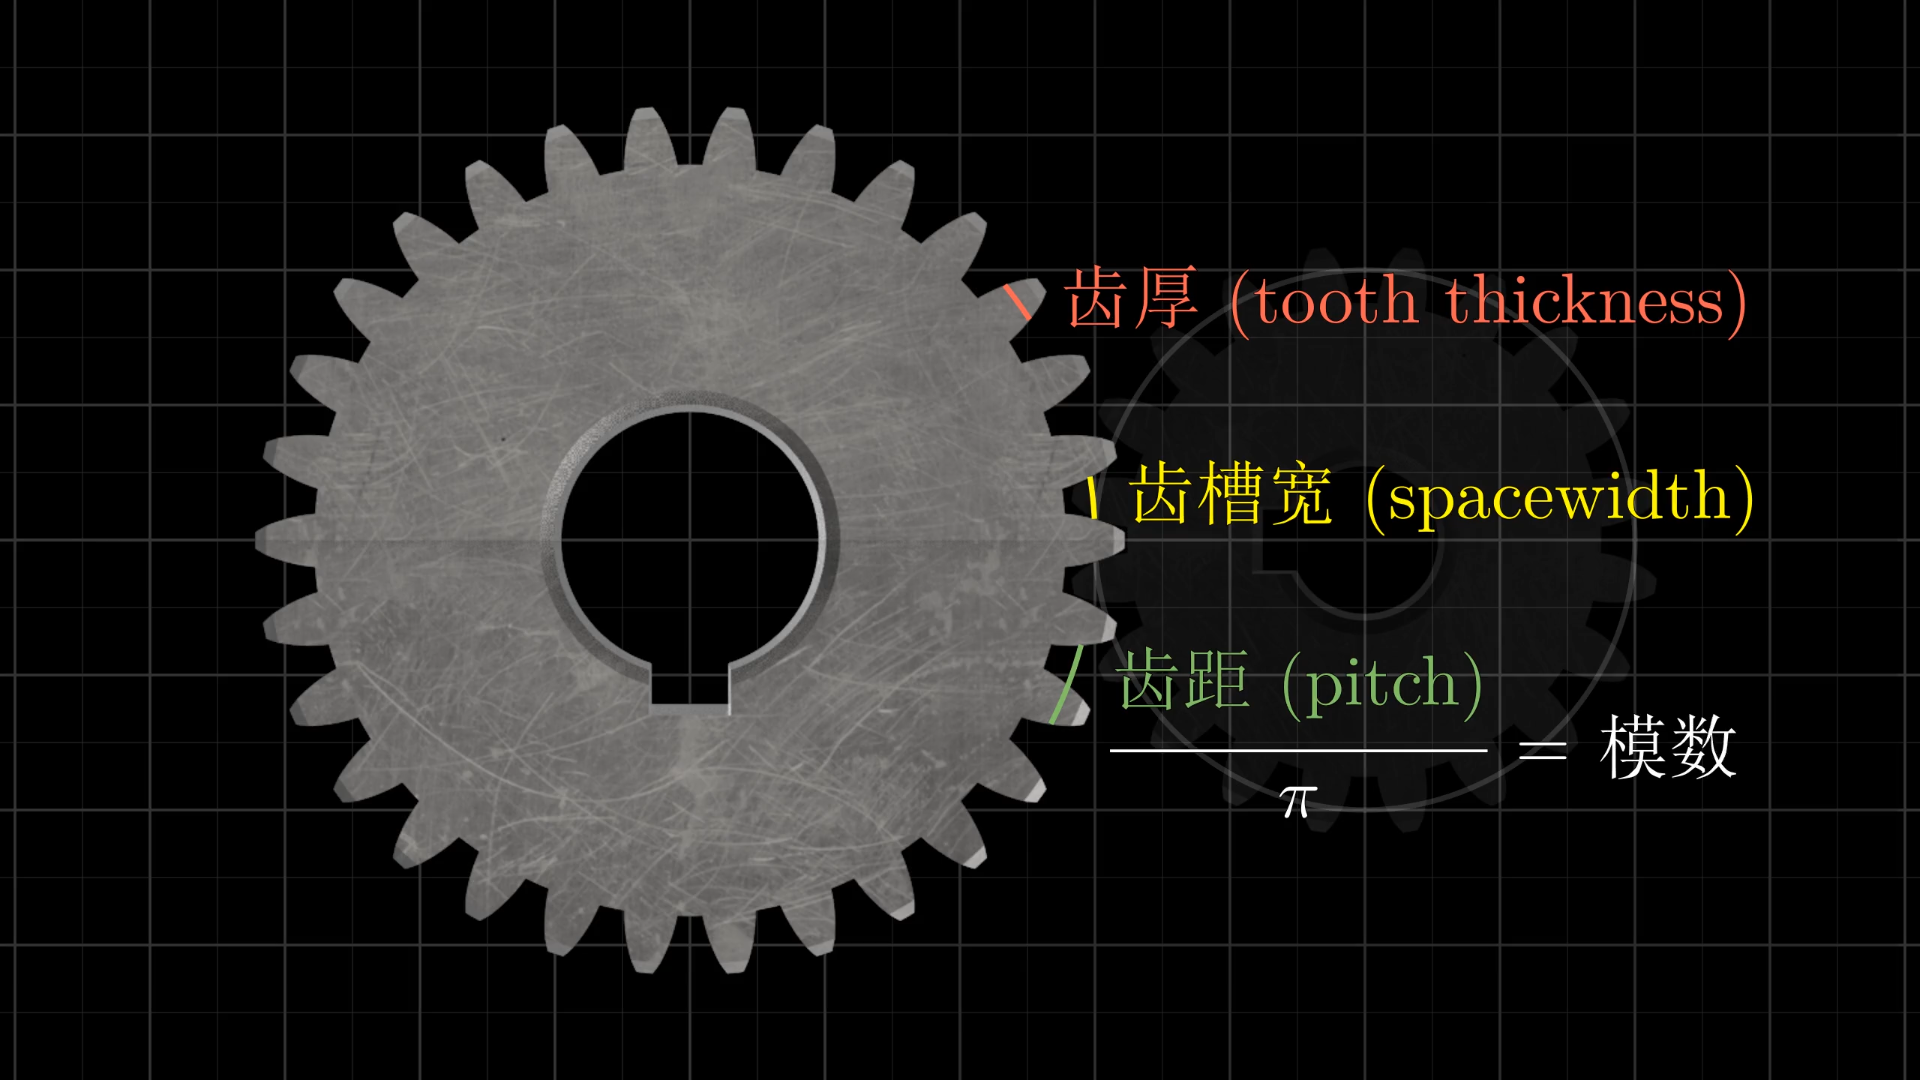 齿厚 (tooth thickness)
齿槽宽 (spacewidth)
齿距 (pitch)
π
= 模数